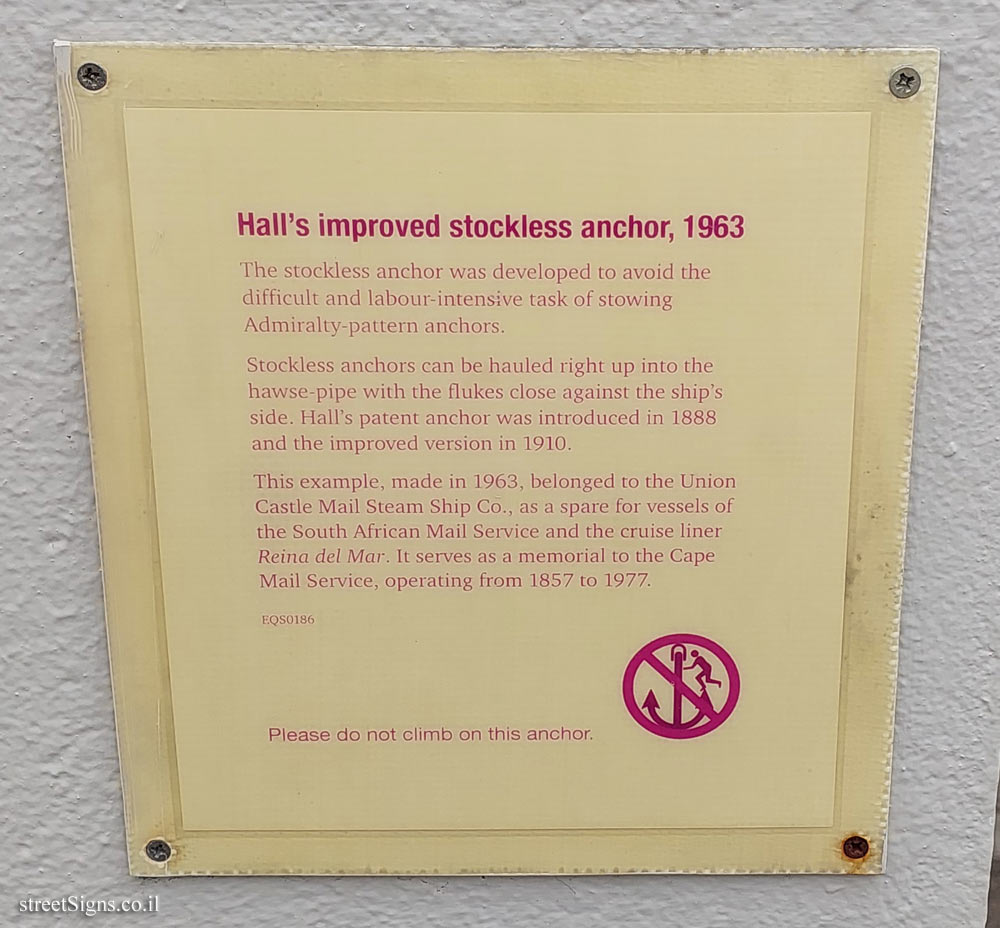 Hall's improved stockless anchor, 1963
The stockless anchor was developed to avoid the
difficult and labour-intensive task of stowing
Admiralty-pattern anchors.
Stockless anchors can be hauled right up into the
hawse-pipe with the flukes close against the ship's
side. Hall's patent anchor was introduced in 1888
and the improved version in 1910.
This example, made in 1963, belonged to the Union
Castle Mail Steam Ship Co., as a spare for vessels of
the South African Mail Service and the cruise liner
Reina del Mar. It serves as a memorial to the Cape
Mail Service, operating from 1857 to 1977.
EQS0186
Please do not climb on this anchor.
streetSigns.co.il